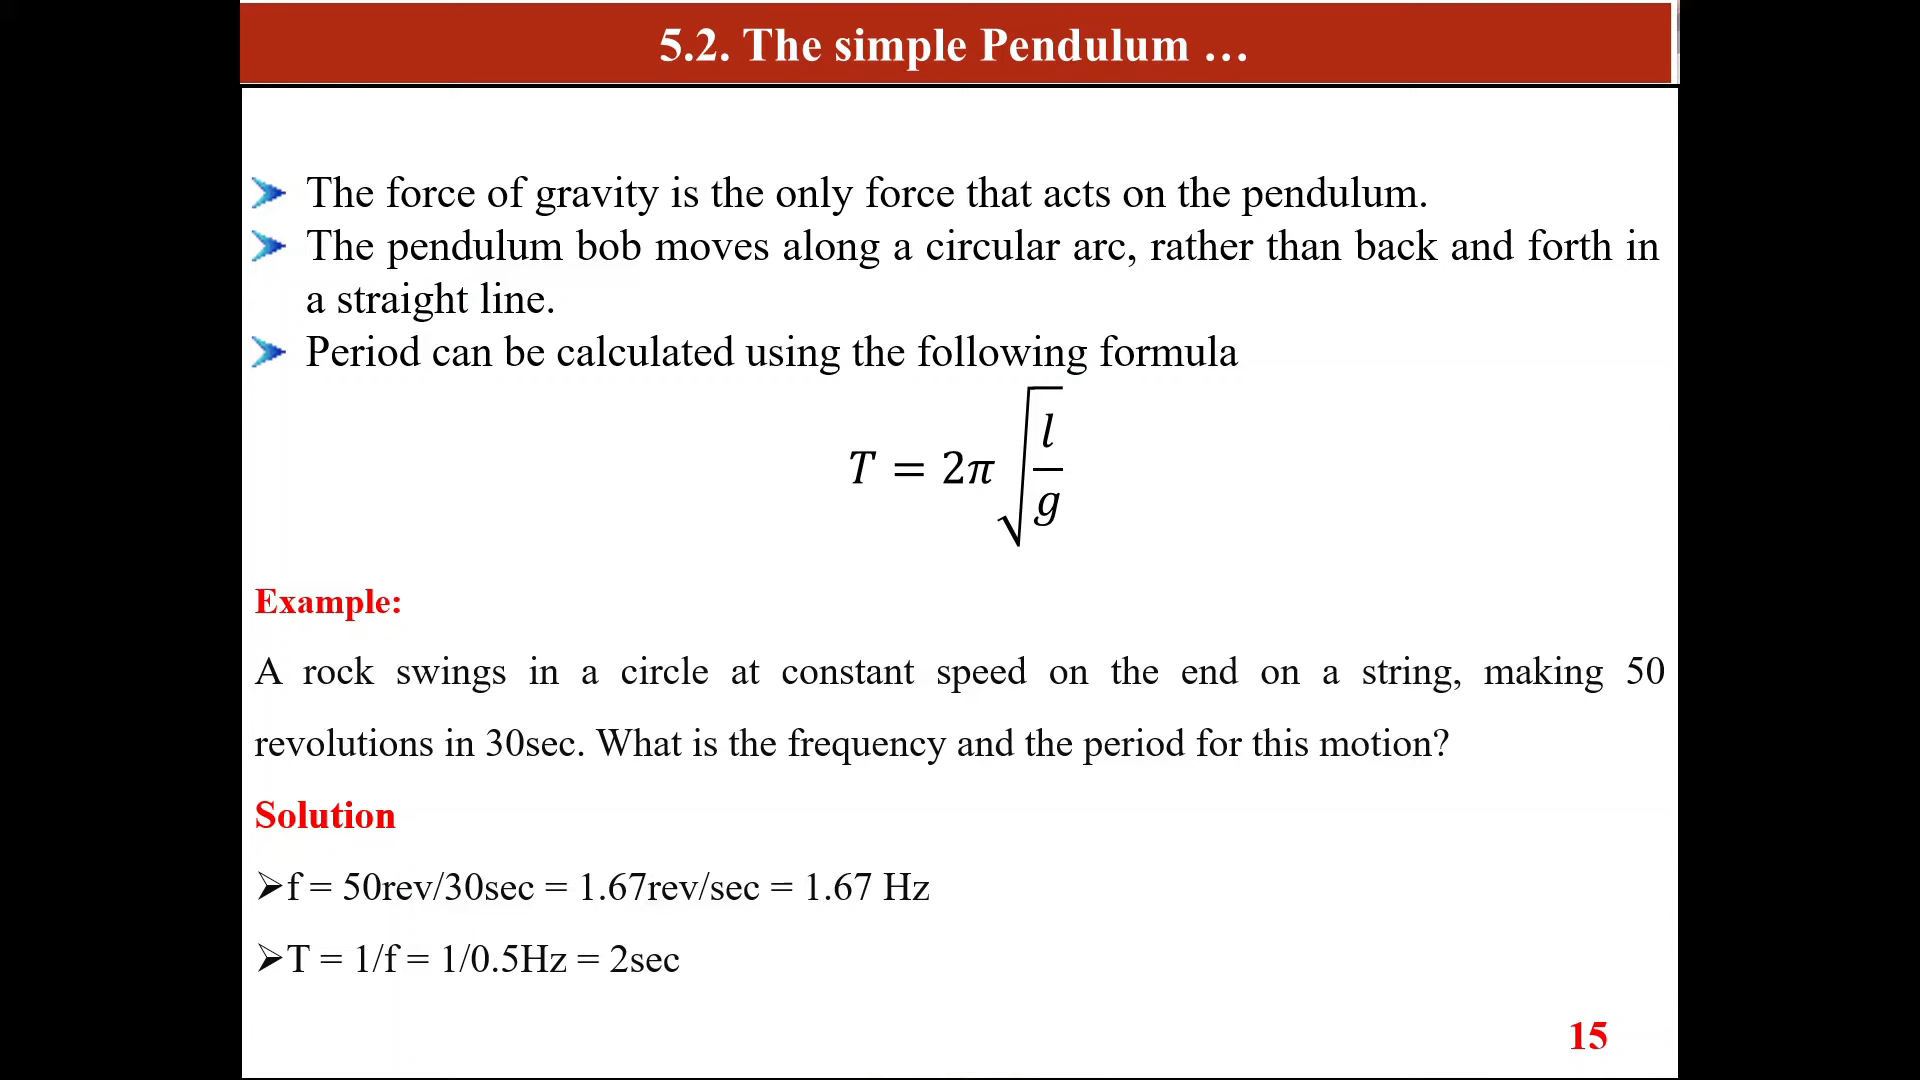 5.2. The simple Pendulum …
The force of gravity is the only force that acts on the pendulum.
The pendulum bob moves along a circular arc, rather than back and forth in
a straight line.
Period can be calculated using the following formula
T = 2π√(l/g)
Example:
A rock swings in a circle at constant speed on the end on a string, making 50
revolutions in 30sec. What is the frequency and the period for this motion?
Solution
➢f = 50rev/30sec = 1.67rev/sec = 1.67 Hz
➢T = 1/f = 1/0.5Hz = 2sec
15